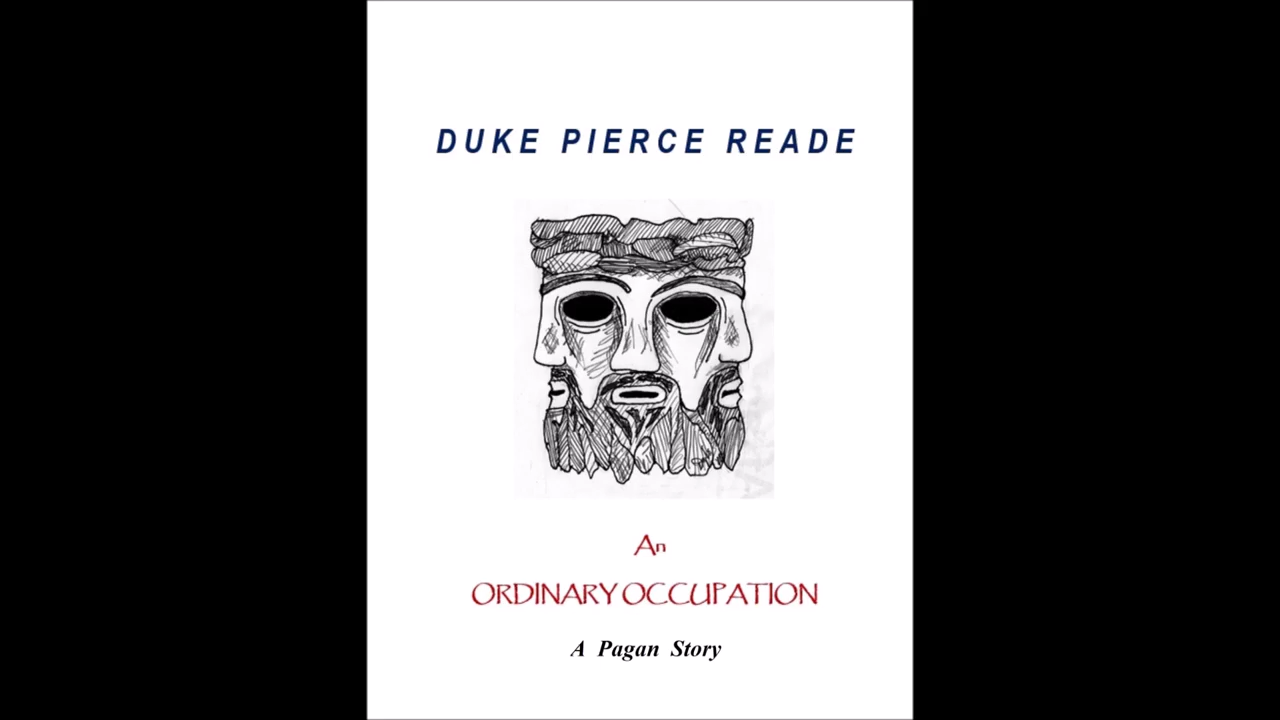 DUKE PIERCE READE
An
ORDINARY OCCUPATION
A Pagan Story